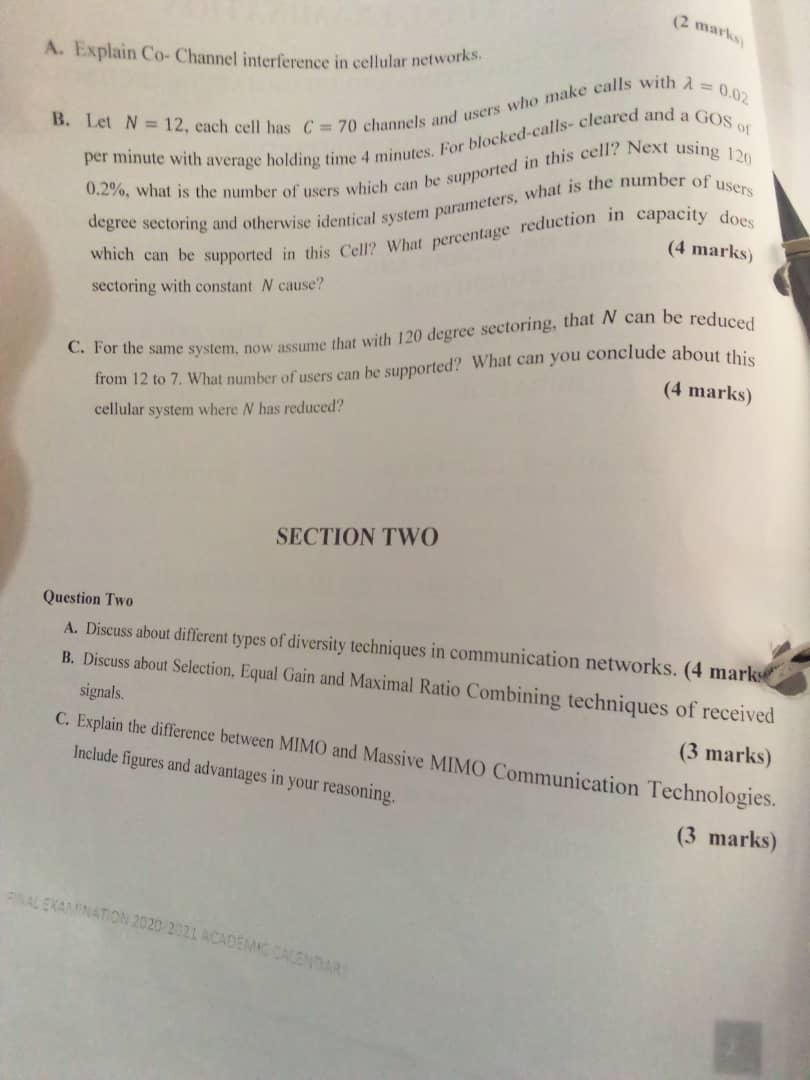 (2 marks)
A. Explain Co- Channel interference in cellular networks.
B. Let N = 12, each cell has C = 70 channels and users who make calls with λ = 0.02
per minute with average holding time 4 minutes. For blocked-calls- cleared and a GOS of
0.2%, what is the number of users which can be supported in this cell? Next using 120
degree sectoring and otherwise identical system parameters, what is the number of users
which can be supported in this Cell? What percentage reduction in capacity does
sectoring with constant N cause?
(4 marks)
C. For the same system, now assume that with 120 degree sectoring, that N can be reduced
from 12 to 7. What number of users can be supported? What can you conclude about this
cellular system where N has reduced?
(4 marks)
SECTION TWO
Question Two
A. Discuss about different types of diversity techniques in communication networks. (4 marks
B. Discuss about Selection, Equal Gain and Maximal Ratio Combining techniques of received
signals.
(3 marks)
C. Explain the difference between MIMO and Massive MIMO Communication Technologies.
Include figures and advantages in your reasoning.
(3 marks)
FINAL EXAMINATION 2020/2021 ACADEMIC CALENDAR